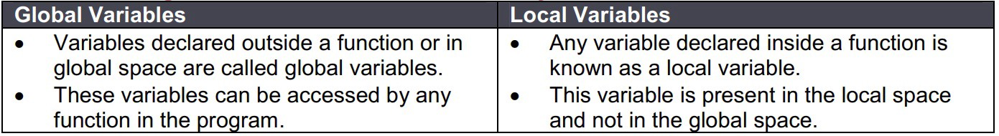 Global Variables
• Variables declared outside a function or in
global space are called global variables.
• These variables can be accessed by any
function in the program.
Local Variables
• Any variable declared inside a function is
known as a local variable.
• This variable is present in the local space
and not in the global space.